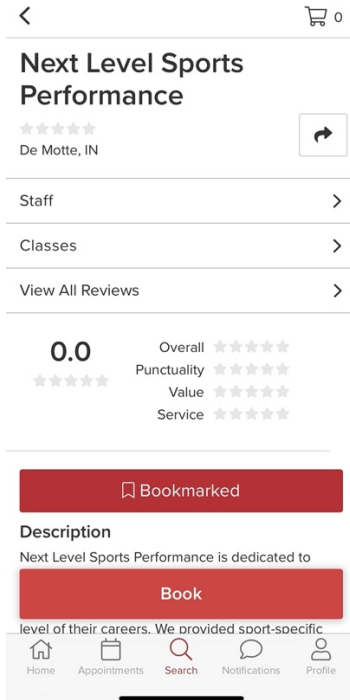 0
Next Level Sports
Performance
De Motte, IN
Staff
Classes
View All Reviews
0.0
Overall
Punctuality
Value
Service
Bookmarked
Description
Next Level Sports Performance is dedicated to
Book
level of their careers. We provided sport-specific
Home Appointments Search Notifications Profile